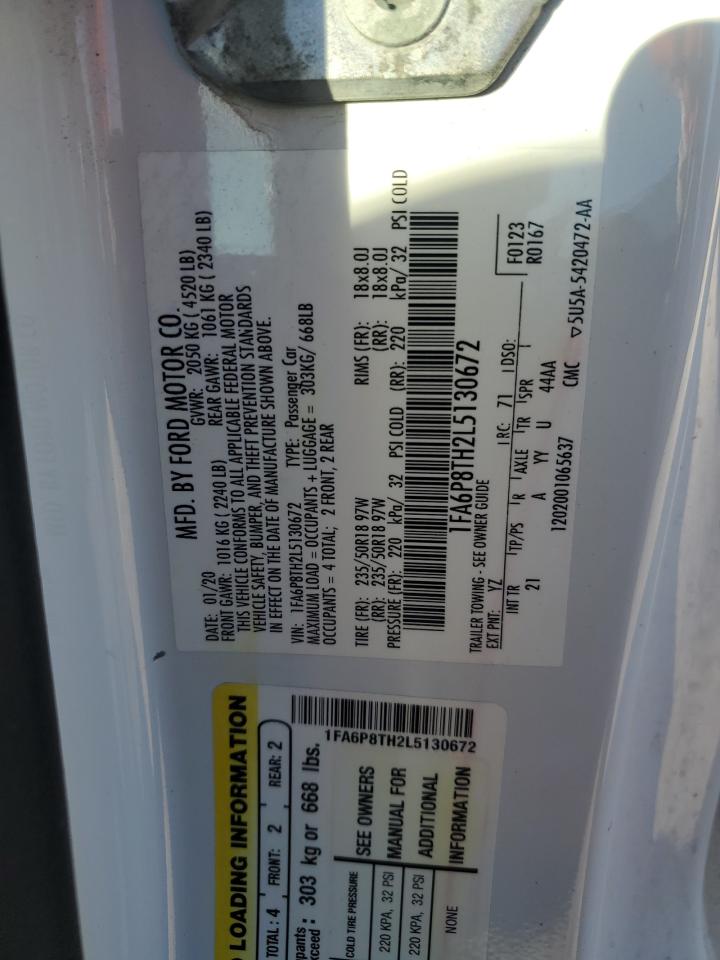 MFD. BY FORD MOTOR CO.
DATE: 01/20 GVWR: 2050 KG ( 4520 LB)
FRONT GAWR: 1016 KG ( 2240 LB) REAR GAWR: 1061 KG ( 2340 LB)
THIS VEHICLE CONFORMS TO ALL APPLICABLE FEDERAL MOTOR
VEHICLE SAFETY, BUMPER, AND THEFT PREVENTION STANDARDS
IN EFFECT ON THE DATE OF MANUFACTURE SHOWN ABOVE.
VIN: 1FA6P8TH2L5130672 TYPE: Passenger Car
MAXIMUM LOAD = OCCUPANTS + LUGGAGE = 303KG/ 668LB
OCCUPANTS = 4 TOTAL; 2 FRONT, 2 REAR
TIRE (FR): 235/50R18 97W RIMS (FR): 18x8.0J
(RR): 235/50R18 97W (RR): 18x8.0J
PRESSURE (FR): 220 kPa/ 32 PSI COLD (RR): 220 kPa/ 32 PSI COLD
1FA6P8TH2L5130672
TRAILER TOWING - SEE OWNER GUIDE
EXT PNT: YZ RC: 71 DSO: F0123
INT TR TP/PS R AXLE TR SPR R0167
21 A YY U 44AA
1202001065637 CMC ▽5U5A-5420472-AA
LOADING INFORMATION
TOTAL : 4 FRONT: 2 REAR: 2
pants
xceed : 303 kg or 668 lbs.
1FA6P8TH2L5130672
COLD TIRE PRESSURE
220 KPA, 32 PSI
220 KPA, 32 PSI
NONE
SEE OWNERS
MANUAL FOR
ADDITIONAL
INFORMATION